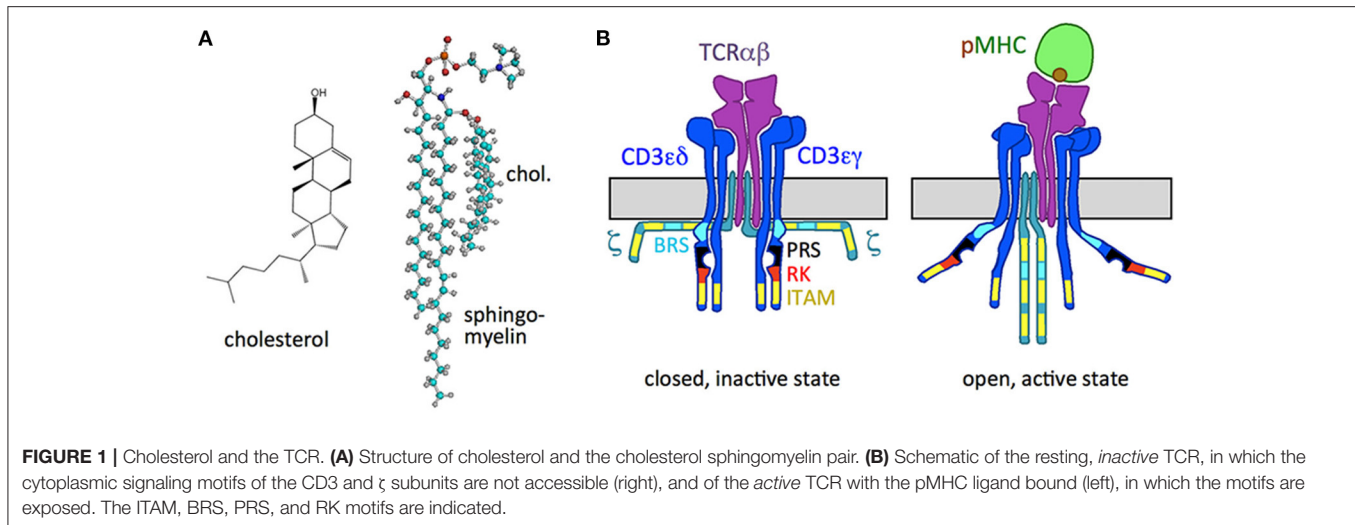 A
OH
cholesterol
chol.
sphingo-
myelin
B
TCRαβ
pMHC
CD3εδ
CD3εγ
ζ
BRS
PRS
RK
ITAM
ζ
closed, inactive state
open, active state
FIGURE 1 | Cholesterol and the TCR. (A) Structure of cholesterol and the cholesterol sphingomyelin pair. (B) Schematic of the resting, inactive TCR, in which the
cytoplasmic signaling motifs of the CD3 and ζ subunits are not accessible (right), and of the active TCR with the pMHC ligand bound (left), in which the motifs are
exposed. The ITAM, BRS, PRS, and RK motifs are indicated.